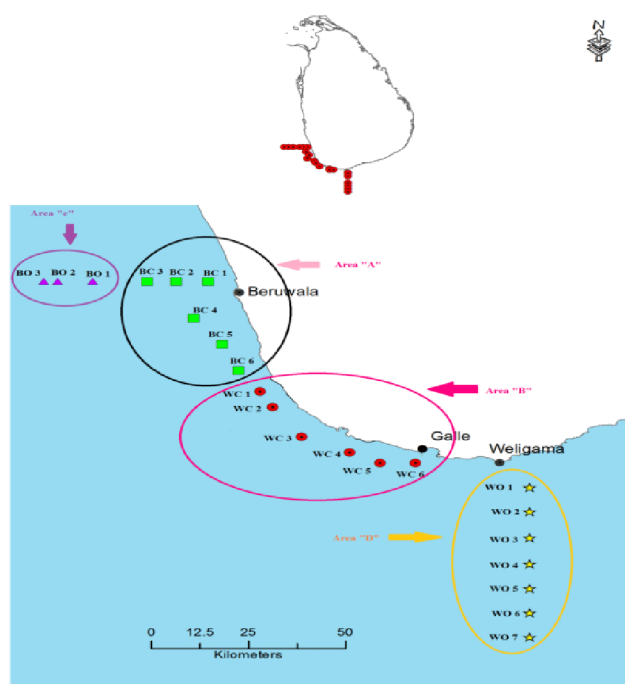 N
Area "c"
BO 3 BO 2 BO 1
BC 3 BC 2 BC 1
Area "A"
Beruwala
BC 4
BC 5
BC 6
WC 1
WC 2
Area "B"
WC 3
Galle
WC 4
Weligama
WC 5 WC 6
WO 1
WO 2
Area "D"
WO 3
WO 4
WO 5
WO 6
WO 7
0 12.5 25 50
Kilometers